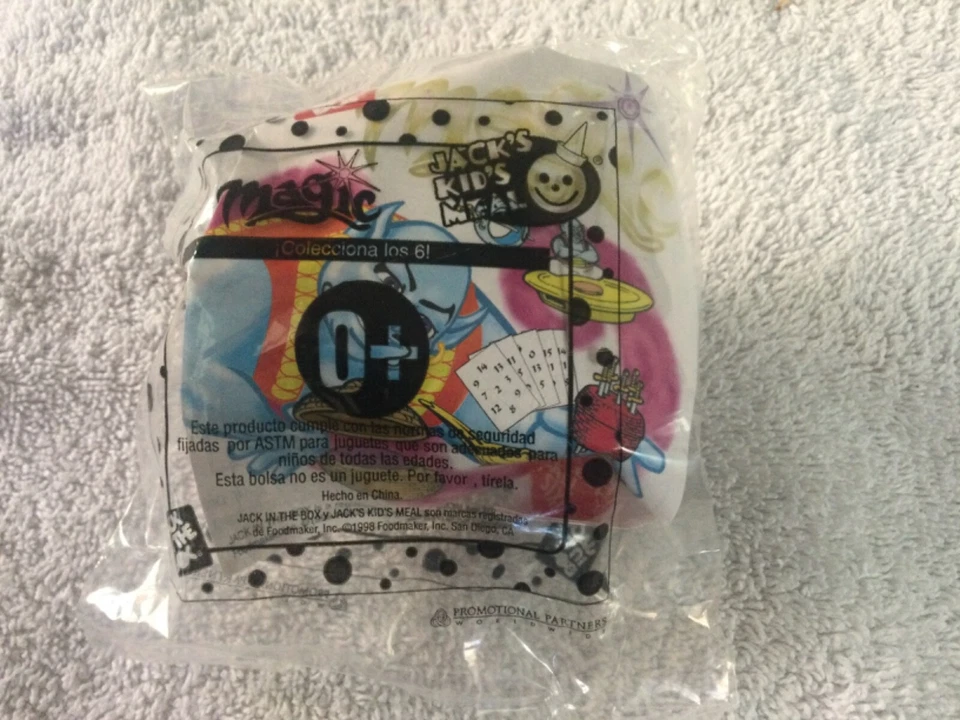 Magic
JACK'S
KID'S
MEAL
®
¡Colecciona los 6!
0+
Este producto cumple con las normas de seguridad
fijadas por ASTM para juguetes que son adecuados para
niños de todas las edades.
Esta bolsa no es un juguete. Por favor , tírela.
Hecho en China.
JACK IN THE BOX y JACK'S KID'S MEAL son marcas registradas
de Foodmaker, Inc. ©1998 Foodmaker, Inc. San Diego, CA
THE
PROMOTIONAL PARTNERS